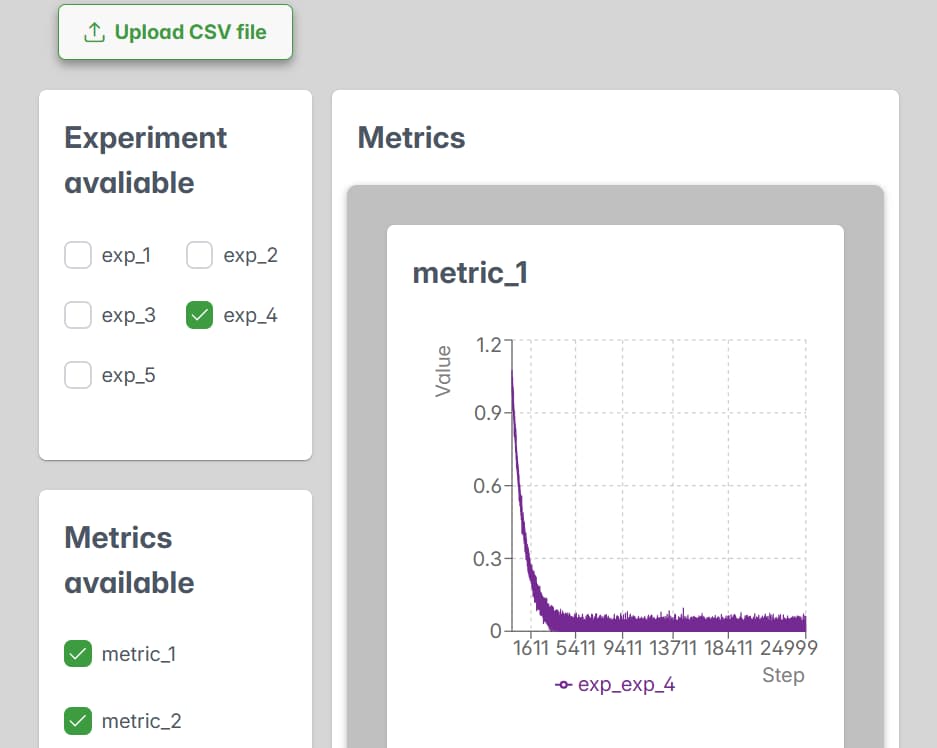 Upload CSV file
Experiment
avaliable
exp_1
exp_2
exp_3
exp_4
exp_5
Metrics
available
metric_1
metric_2
Metrics
metric_1
Value
1.2
0.9
0.6
0.3
0
1611 5411 9411 13711 18411 24999
Step
exp_exp_4